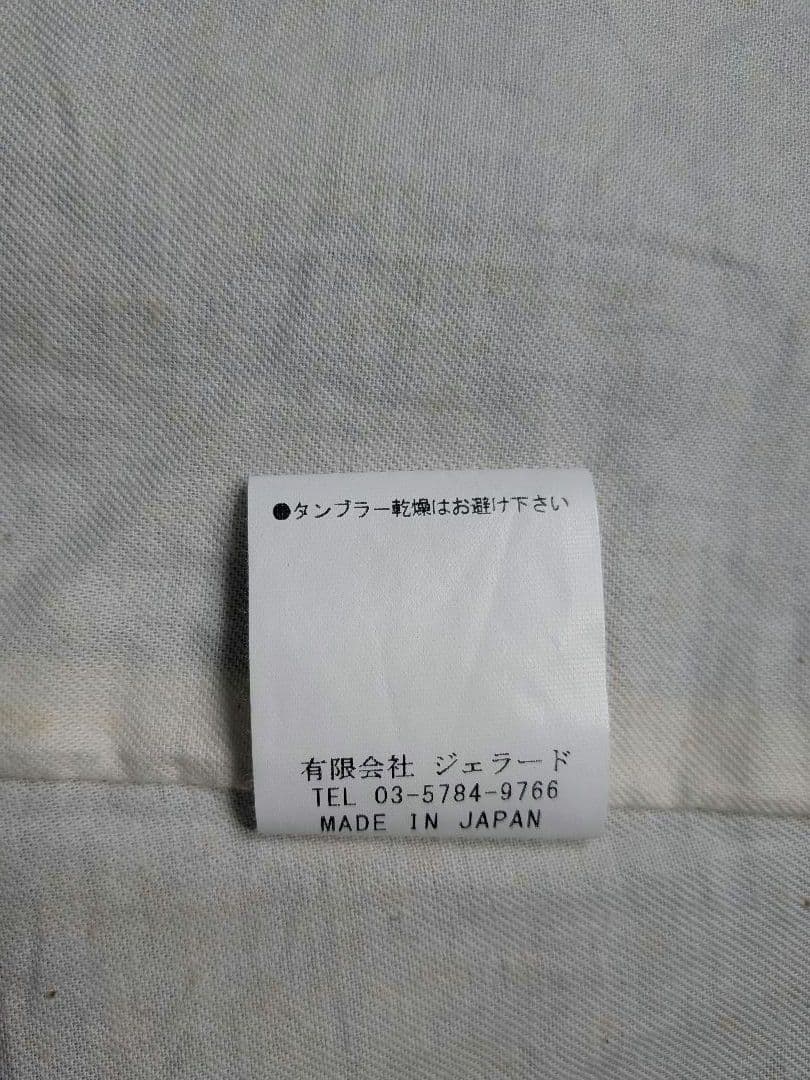 ●タンブラー乾燥はお避け下さい
有限会社 ジェラード
TEL 03-5784-9766
MADE IN JAPAN